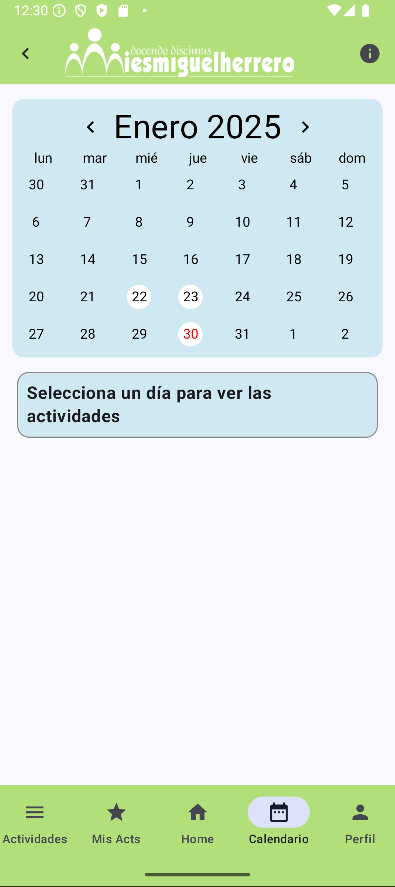 12:30
docendo discimus
iesmiguelherrero
Enero 2025
lun mar mié jue vie sáb dom
30 31 1 2 3 4 5
6 7 8 9 10 11 12
13 14 15 16 17 18 19
20 21 22 23 24 25 26
27 28 29 30 31 1 2
Selecciona un día para ver las
actividades
Actividades Mis Acts Home Calendario Perfil